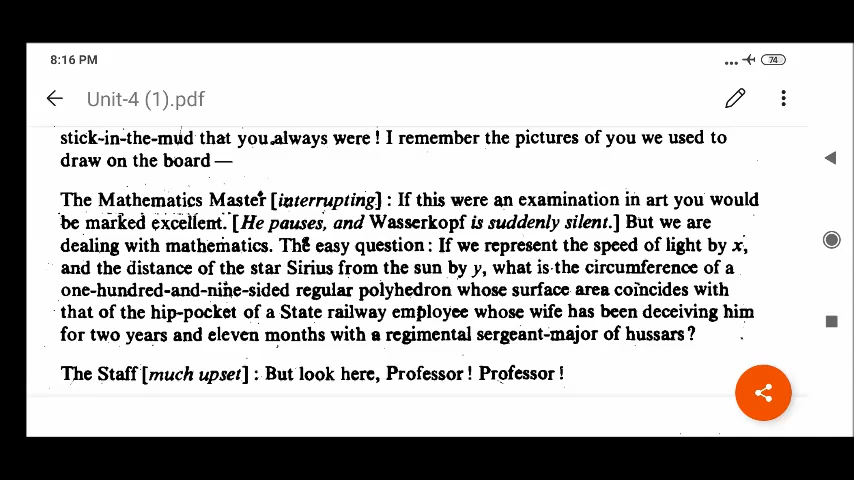 8:16 PM
74
Unit-4 (1).pdf
stick-in-the-mud that you always were ! I remember the pictures of you we used to
draw on the board —
The Mathematics Master [interrupting] : If this were an examination in art you would
be marked excellent. [He pauses, and Wasserkopf is suddenly silent.] But we are
dealing with mathematics. The easy question : If we represent the speed of light by x,
and the distance of the star Sirius from the sun by y, what is the circumference of a
one-hundred-and-nine-sided regular polyhedron whose surface area coincides with
that of the hip-pocket of a State railway employee whose wife has been deceiving him
for two years and eleven months with a regimental sergeant-major of hussars ?
The Staff [much upset] : But look here, Professor ! Professor !